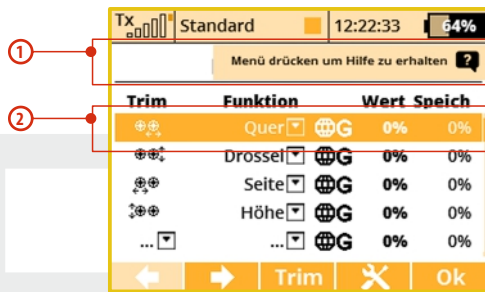 Tx Standard 12:22:33 64%
1
Menü drücken um Hilfe zu erhalten ?
Trim Funktion Wert Speich
2
Quer G 0% 0%
Drossel G 0% 0%
Seite G 0% 0%
Höhe G 0% 0%
... ... G 0% 0%
Trim Ok